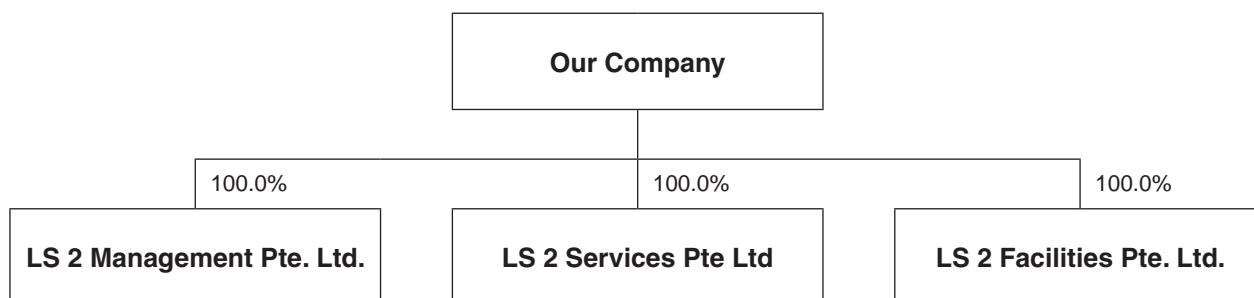 Our Company
100.0%
100.0%
100.0%
LS 2 Management Pte. Ltd.
LS 2 Services Pte Ltd
LS 2 Facilities Pte. Ltd.